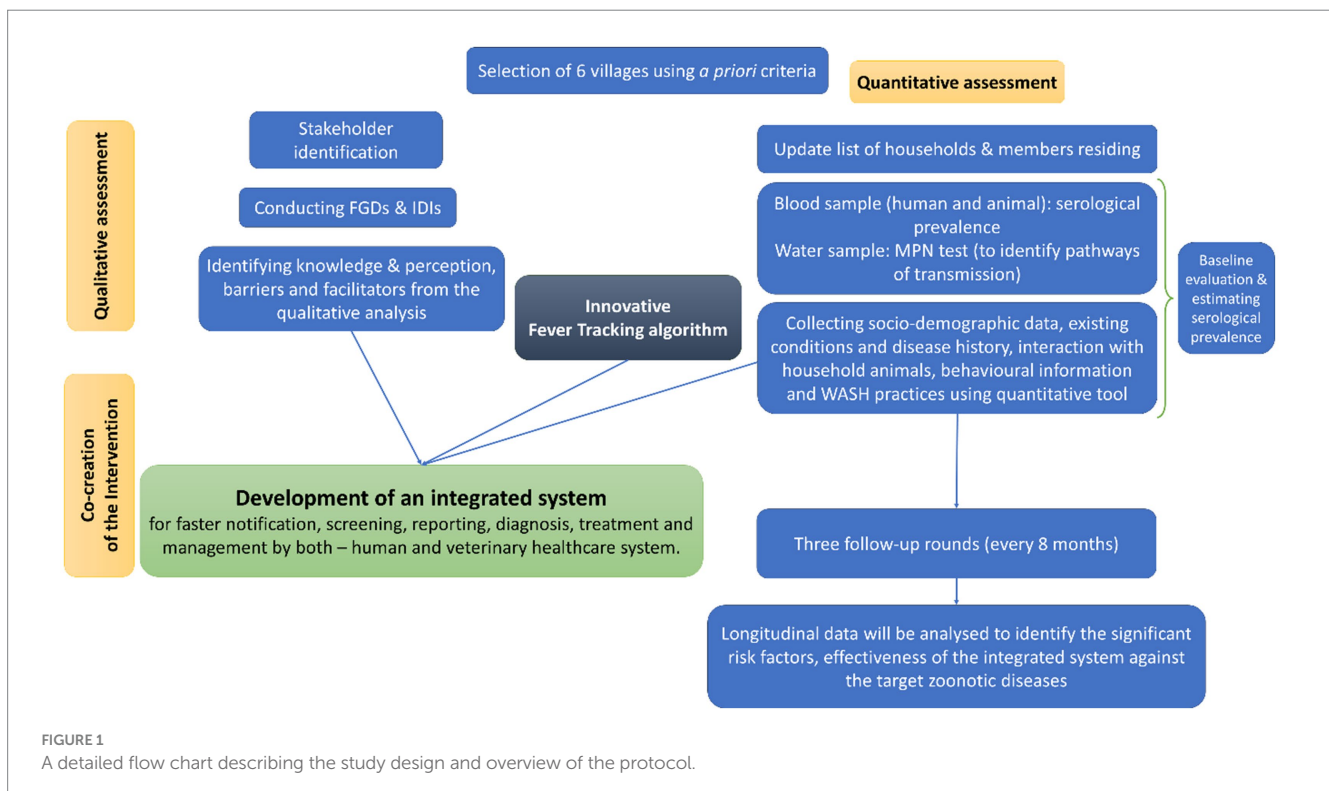 Selection of 6 villages using a priori criteria
Quantitative assessment
Qualitative assessment
Stakeholder
identification
Conducting FGDs & IDIs
Identifying knowledge & perception,
barriers and facilitators from the
qualitative analysis
Innovative
Fever Tracking algorithm
Update list of households & members residing
Blood sample (human and animal): serological
prevalence
Water sample: MPN test (to identify pathways
of transmission)
Collecting socio-demographic data, existing
conditions and disease history, interaction with
household animals, behavioural information
and WASH practices using quantitative tool
Baseline
evaluation &
estimating
serological
prevalence
Co-creation
of the Intervention
Development of an integrated system
for faster notification, screening, reporting, diagnosis, treatment and
management by both – human and veterinary healthcare system.
Three follow-up rounds (every 8 months)
Longitudinal data will be analysed to identify the significant
risk factors, effectiveness of the integrated system against
the target zoonotic diseases
FIGURE 1
A detailed flow chart describing the study design and overview of the protocol.